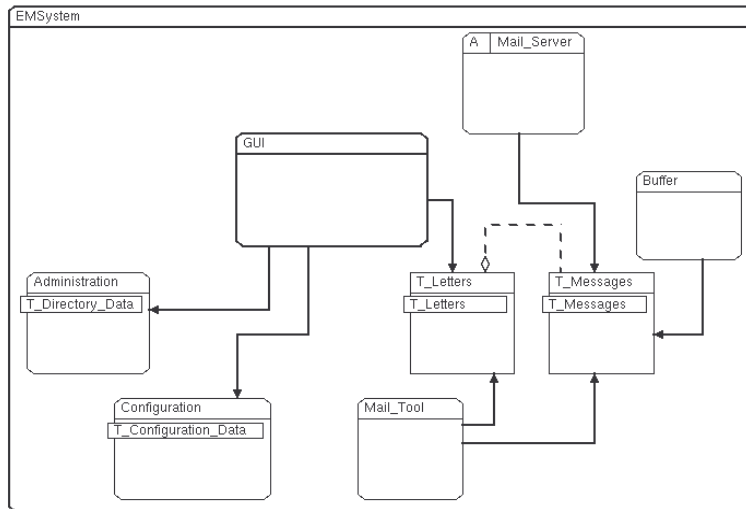 EMSystem
A Mail_Server
GUI
Buffer
Administration
T_Directory_Data
T_Letters
T_Letters
T_Messages
T_Messages
Configuration
T_Configuration_Data
Mail_Tool